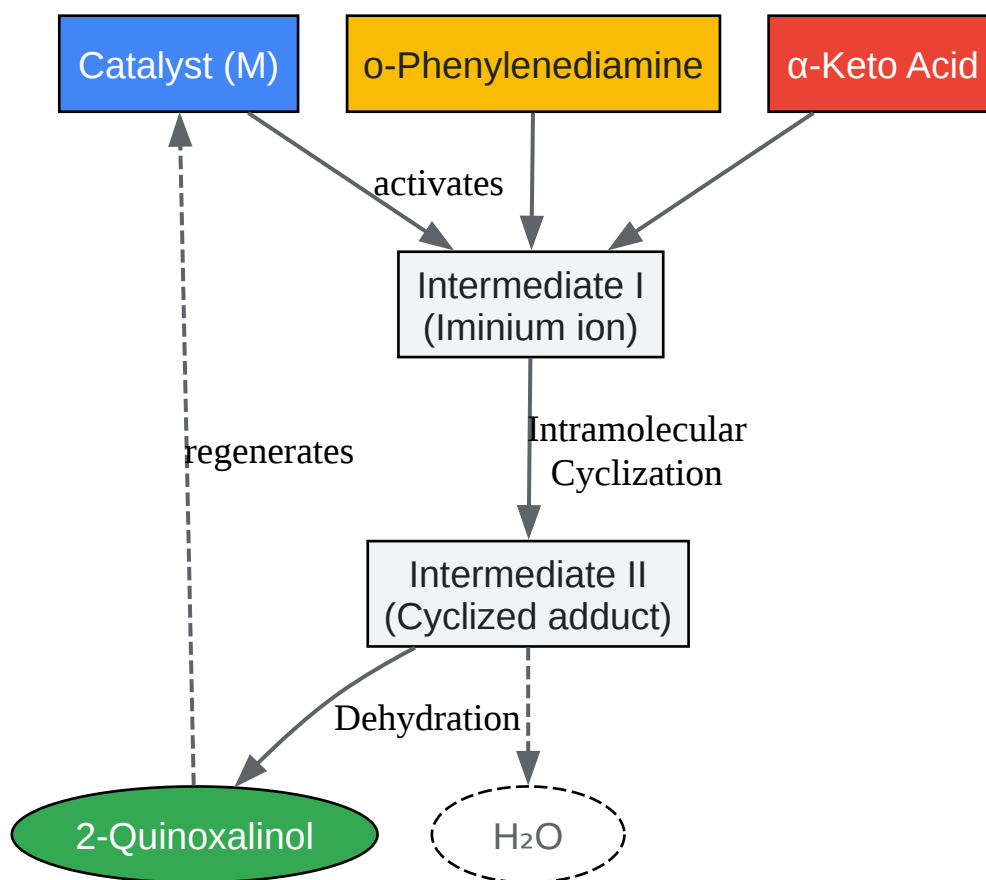 Catalyst (M)
o-Phenylenediamine
α-Keto Acid
activates
Intermediate I
(Iminium ion)
regenerates
Intramolecular
Cyclization
Intermediate II
(Cyclized adduct)
Dehydration
2-Quinoxalinol
H₂O